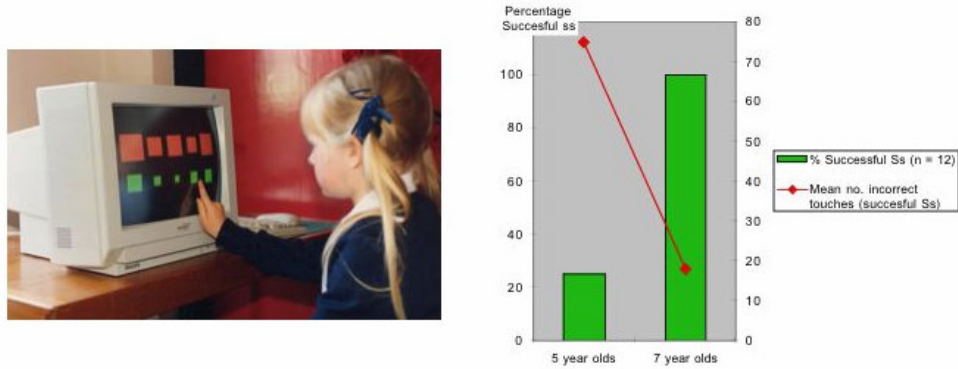 Percentage
Succesful ss
80
70
100
60
80
50
60
40
30
40
20
20
10
0
0
5 year olds
7 year olds
% Successful Ss (n = 12)
Mean no. incorrect
touches (succesful Ss)